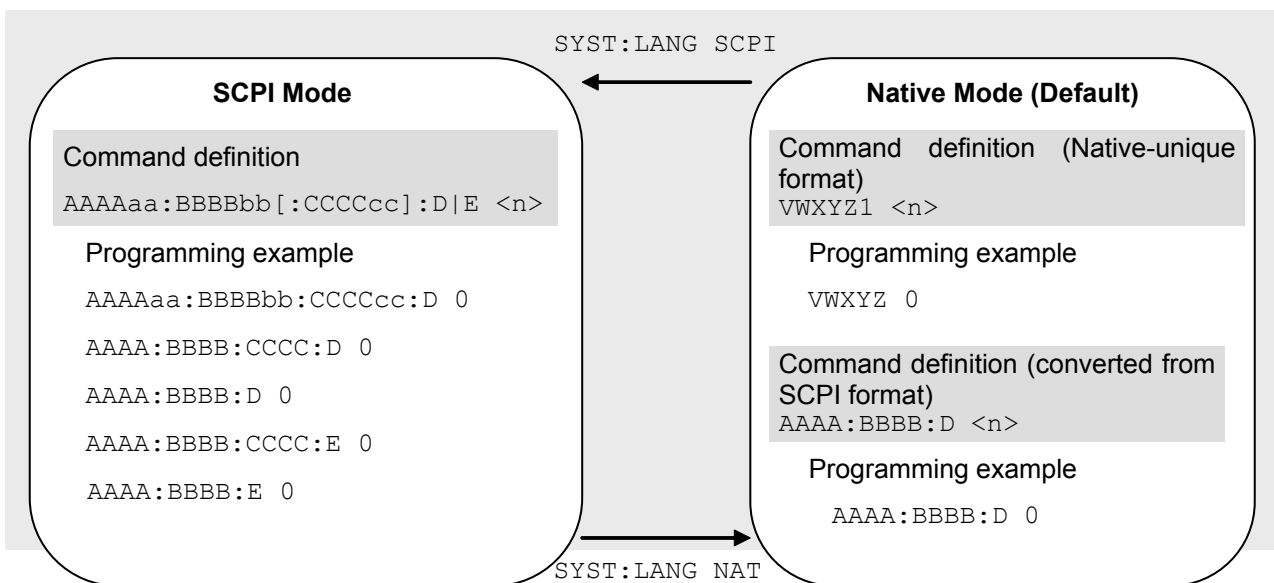 SYST:LANG SCPI
SCPI Mode
Command definition
AAAAaa:BBBBbb[:CCCCcc]:D|E <n>
Programming example
AAAAaa:BBBBbb:CCCCcc:D 0
AAAA:BBBB:CCCC:D 0
AAAA:BBBB:D 0
AAAA:BBBB:CCCC:E 0
AAAA:BBBB:E 0
Native Mode (Default)
Command definition (Native-unique
format)
VWXYZ1 <n>
Programming example
VWXYZ 0
Command definition (converted from
SCPI format)
AAAA:BBBB:D <n>
Programming example
AAAA:BBBB:D 0
SYST:LANG NAT